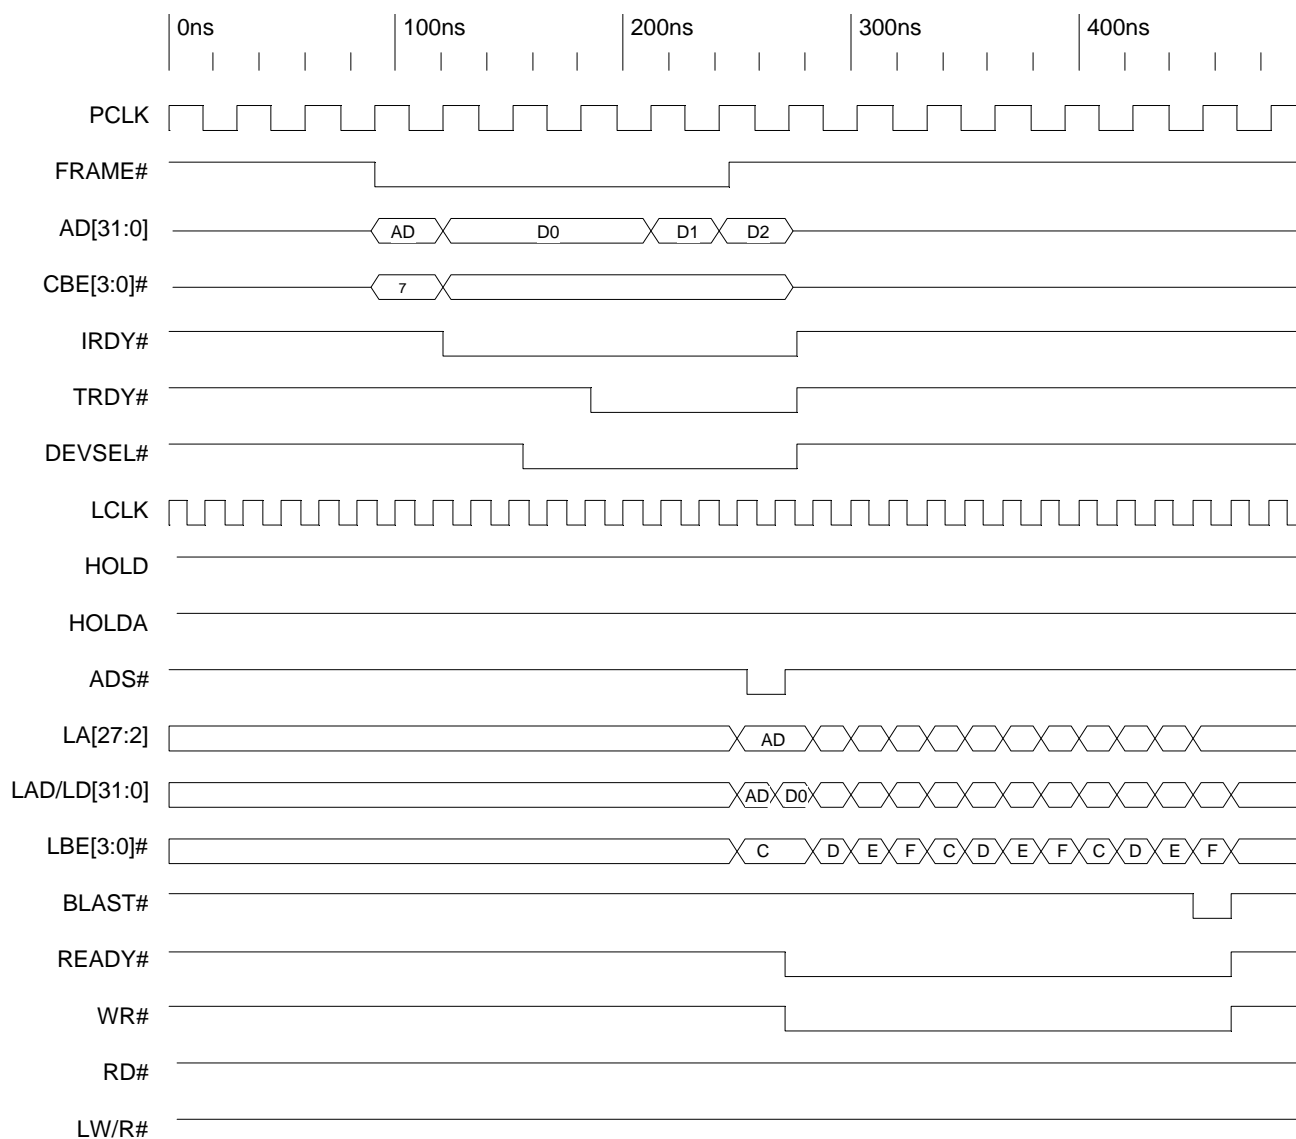 0ns 100ns 200ns 300ns 400ns
PCLK
FRAME#
AD[31:0] AD D0 D1 D2
CBE[3:0]# 7
IRDY#
TRDY#
DEVSEL#
LCLK
HOLD
HOLDA
ADS#
LA[27:2] AD
LAD/LD[31:0] AD D0
LBE[3:0]# C D E F C D E F C D E F
BLAST#
READY#
WR#
RD#
LW/R#